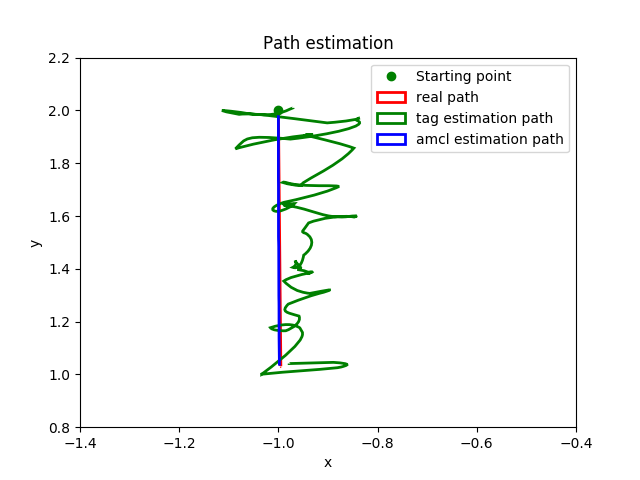 Path estimation
Starting point
real path
tag estimation path
amcl estimation path
y
2.2
2.0
1.8
1.6
1.4
1.2
1.0
0.8
−1.4 −1.2 −1.0 −0.8 −0.6 −0.4
x